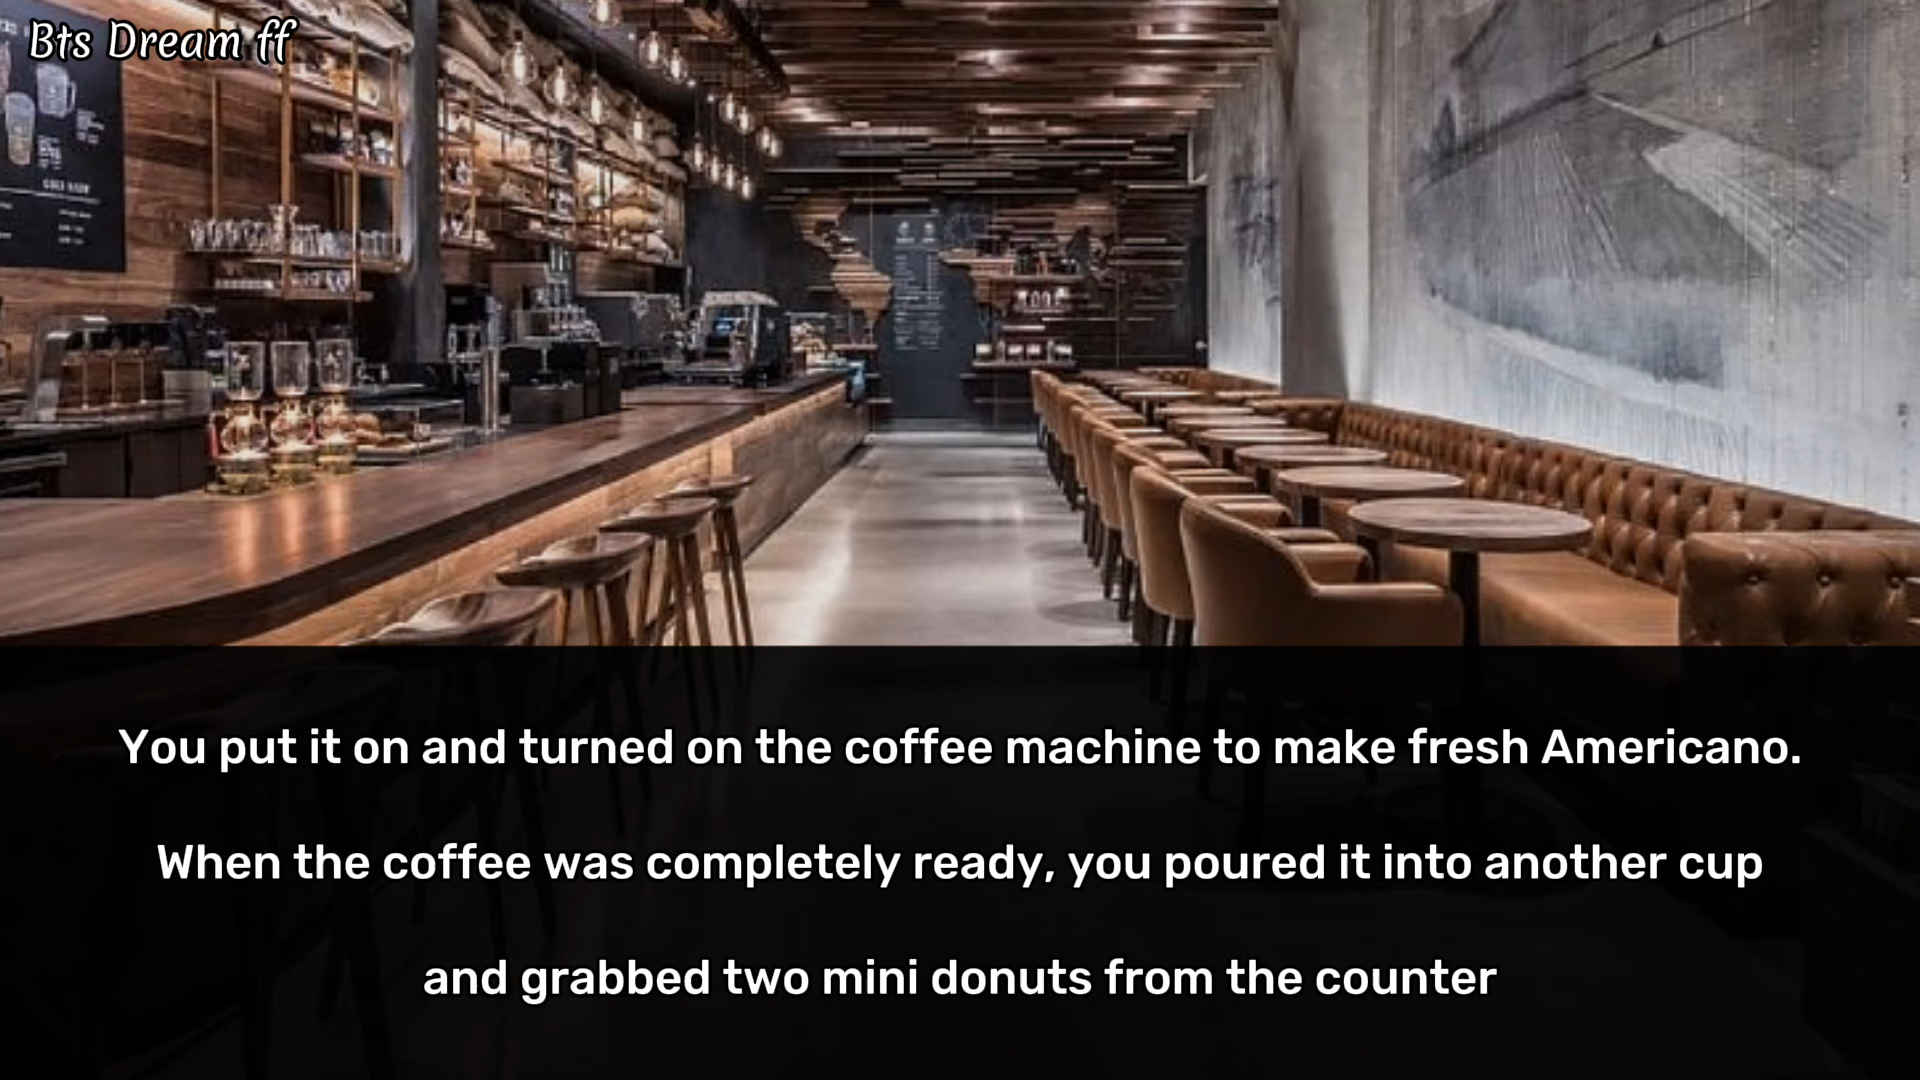 Bts Dream ff
You put it on and turned on the coffee machine to make fresh Americano.
When the coffee was completely ready, you poured it into another cup
and grabbed two mini donuts from the counter